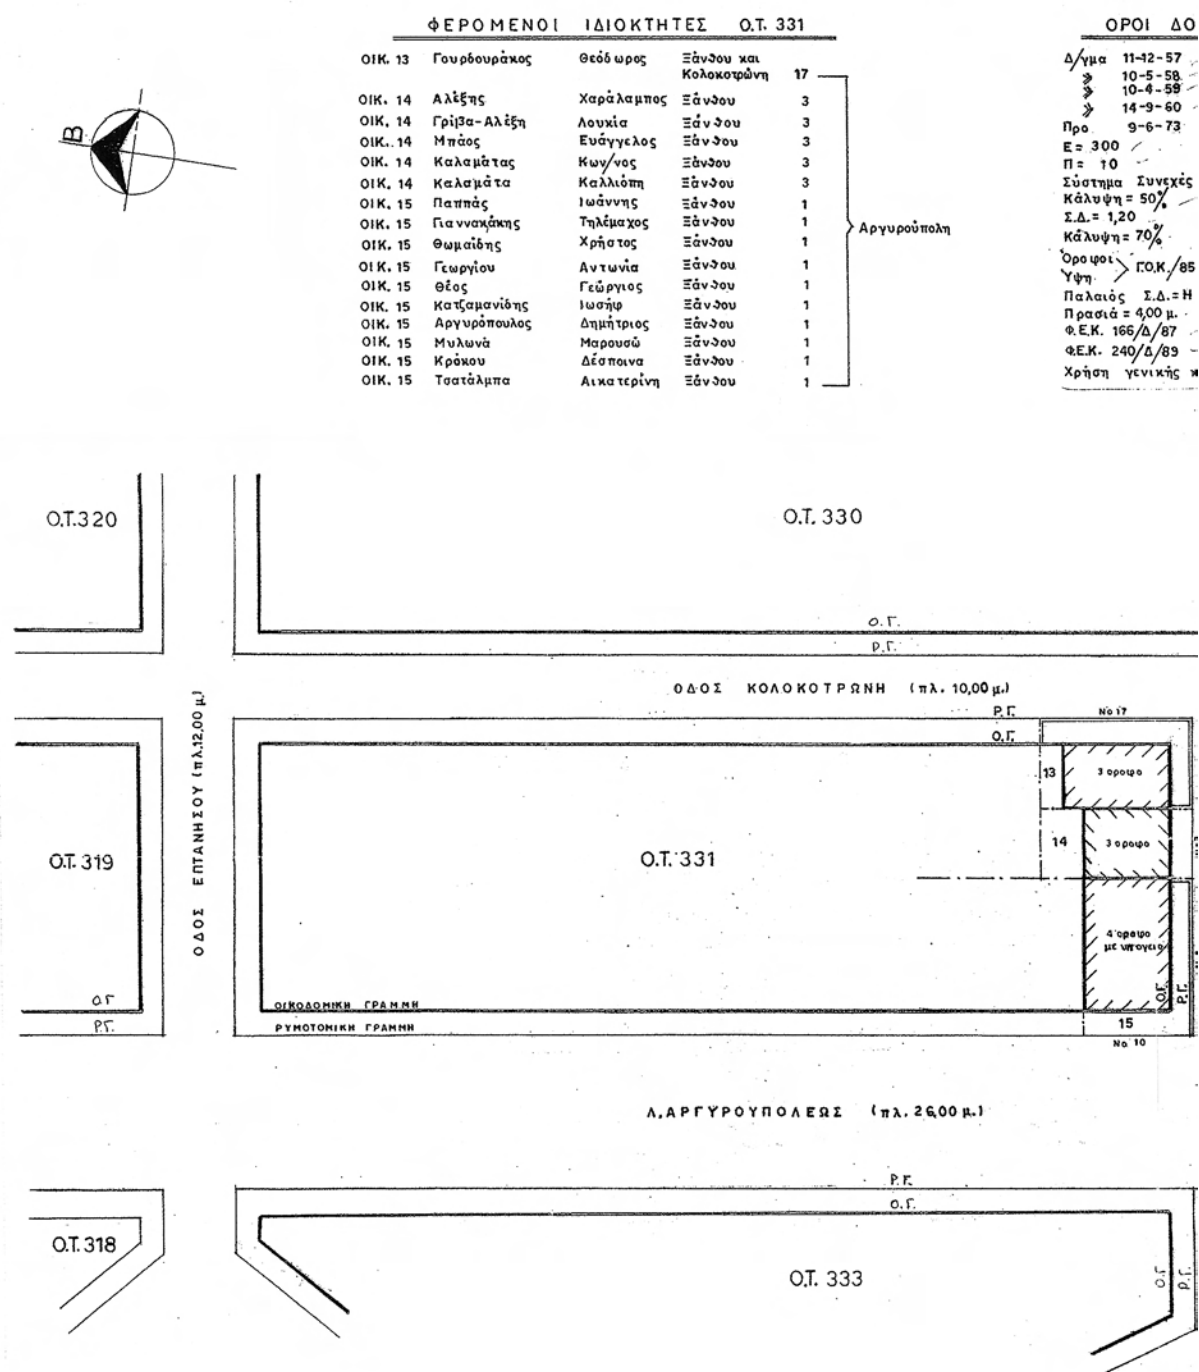 ΦΕΡΟΜΕΝΟΙ ΙΔΙΟΚΤΗΤΕΣ Ο.Τ. 331
ΟΙΚ. 13 Γουρδουράκος Θεόδωρος Ξάνθου και
Κολοκοτρώνη 17
ΟΙΚ. 14 Αλέξης Χαράλαμπος Ξάνθου 3
ΟΙΚ. 14 Γρίβα-Αλέξη Λουκία Ξάνθου 3
ΟΙΚ. 14 Μπάος Ευάγγελος Ξάνθου 3
ΟΙΚ. 14 Καλαμάτας Κων/νος Ξάνθου 3
ΟΙΚ. 14 Καλαμάτα Καλλιόπη Ξάνθου 3
ΟΙΚ. 15 Παππάς Ιωάννης Ξάνθου 1
ΟΙΚ. 15 Γιαννακάκης Τηλέμαχος Ξάνθου 1
ΟΙΚ. 15 Θωμαΐδης Χρήστος Ξάνθου 1
ΟΙΚ. 15 Γεωργίου Αντωνία Ξάνθου 1
ΟΙΚ. 15 Θέος Γεώργιος Ξάνθου 1
ΟΙΚ. 15 Κατζαμανίδης Ιωσήφ Ξάνθου 1
ΟΙΚ. 15 Αργυρόπουλος Δημήτριος Ξάνθου 1
ΟΙΚ. 15 Μυλωνά Μαρουσώ Ξάνθου 1
ΟΙΚ. 15 Κρόκου Δέσποινα Ξάνθου 1
ΟΙΚ. 15 Τσατάλμπα Αικατερίνη Ξάνθου 1
Αργυρούπολη
ΟΡΟΙ ΔΟ
Δ/γμα 11-12-57
» 10-5-58
» 10-4-59
» 14-9-60
Προ. 9-6-73
Ε= 300
Π= 10
Σύστημα Συνεχές
Κάλυψη = 50%
Σ.Δ.= 1,20
Κάλυψη = 70%
Όροφοι
Ύψη > Γ.Ο.Κ./85
Παλαιός Σ.Δ.= Η
Πρασιά = 4,00 μ.
Φ.Ε.Κ. 166/Δ/87
Φ.Ε.Κ. 240/Δ/89
Χρήση γενικής κ
Β
Ο.Τ.320
Ο.Τ. 330
Ο.Γ.
Ρ.Γ.
ΟΔΟΣ ΚΟΛΟΚΟΤΡΩΝΗ (πλ. 10,00 μ.)
ΟΔΟΣ ΕΠΤΑΝΗΣΟΥ (πλ.12,00 μ.)
Ρ.Γ.
Νο 17
Ο.Γ.
13
3 όροφο
14
3 όροφο
Ο.Τ. 319
Ο.Τ. 331
4 όροφο
με υπόγειο
Ο.Γ.
Ρ.Γ.
Ο.Γ
Ρ.Γ.
ΟΙΚΟΔΟΜΙΚΗ ΓΡΑΜΜΗ
ΡΥΜΟΤΟΜΙΚΗ ΓΡΑΜΜΗ
15
Νο 10
Λ.ΑΡΓΥΡΟΥΠΟΛΕΩΣ (πλ. 26,00 μ.)
Ρ.Γ.
Ο.Γ.
Ο.Τ. 318
Ο.Τ. 333
Ο.Γ
Ρ.Γ.